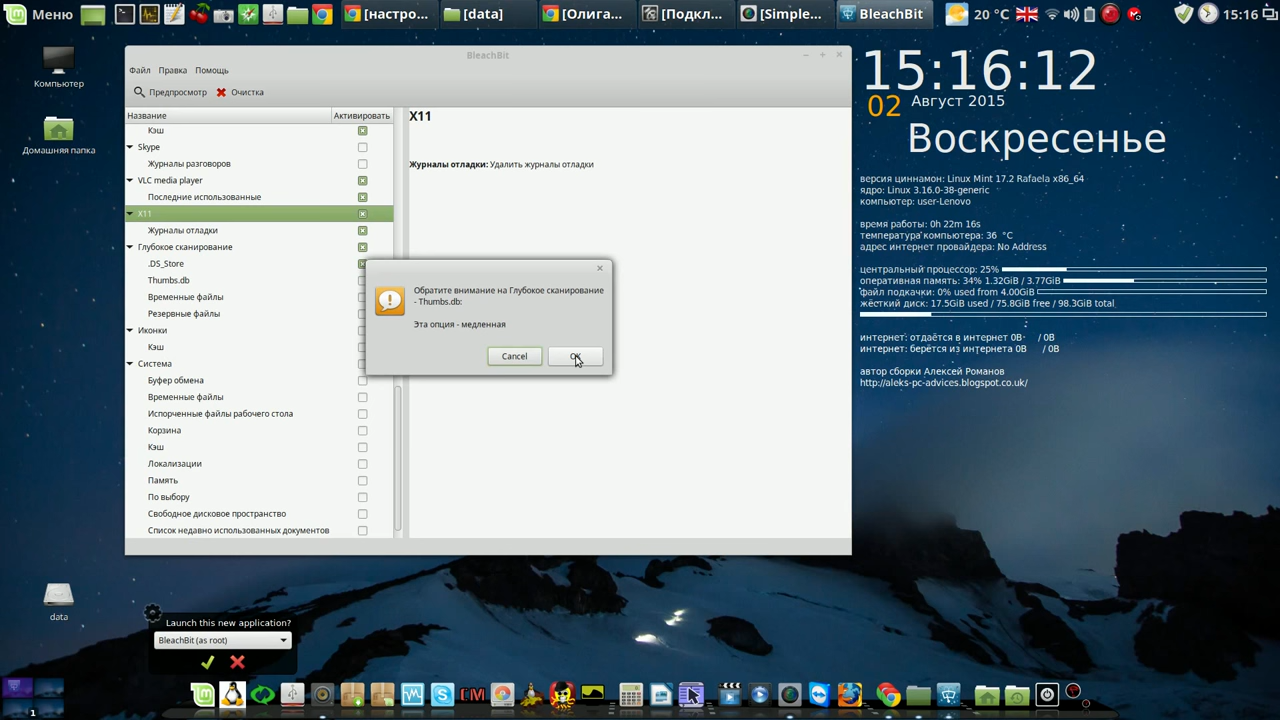 Меню
[настро...
[data]
[Олига...
[Подкл...
[Simple...
BleachBit
20 °C
15:16
Компьютер
Домашняя папка
data
BleachBit
Файл Правка Помощь
Предпросмотр Очистка
Название Активировать
Кэш
Skype
Журналы разговоров
VLC media player
Последние использованные
X11
Журналы отладки
Глубокое сканирование
.DS_Store
Thumbs.db
Временные файлы
Резервные файлы
Иконки
Кэш
Система
Буфер обмена
Временные файлы
Испорченные файлы рабочего стола
Корзина
Кэш
Локализации
Память
По выбору
Свободное дисковое пространство
Список недавно использованных документов
X11
Журналы отладки: Удалить журналы отладки
Обратите внимание на Глубокое сканирование
- Thumbs.db:
Эта опция - медленная
Cancel
OK
15:16:12
02 Август 2015
Воскресенье
версия циннамон: Linux Mint 17.2 Rafaela x86_64
ядро: Linux 3.16.0-38-generic
компьютер: user-Lenovo
время работы: 0h 22m 16s
температура компьютера: 36 °C
адрес интернет провайдера: No Address
центральный процессор: 25%
оперативная память: 34% 1.32GiB / 3.77GiB
файл подкачки: 0% used from 4.00GiB
жёсткий диск: 17.5GiB used / 75.8GiB free / 98.3GiB total
интернет: отдаётся в интернет 0B / 0B
интернет: берётся из интернета 0B / 0B
автор сборки Алексей Романов
http://aleks-pc-advices.blogspot.co.uk/
Launch this new application?
BleachBit (as root)
1